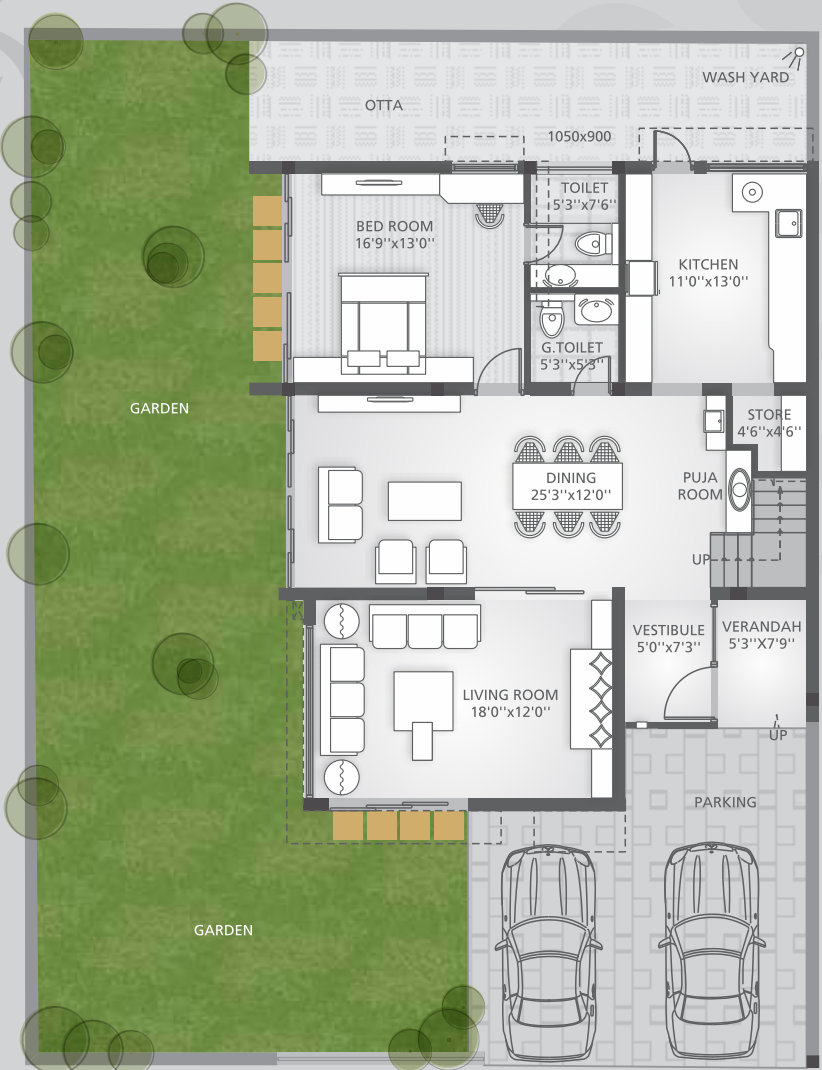 WASH YARD
OTTA
1050x900
TOILET
5'3''x7'6''
BED ROOM
16'9''x13'0''
KITCHEN
11'0''x13'0''
G.TOILET
5'3''x5'3''
GARDEN
STORE
4'6''x4'6''
DINING
25'3''x12'0''
PUJA
ROOM
UP
VESTIBULE
5'0''x7'3''
VERANDAH
5'3''X7'9''
LIVING ROOM
18'0''x12'0''
UP
PARKING
GARDEN